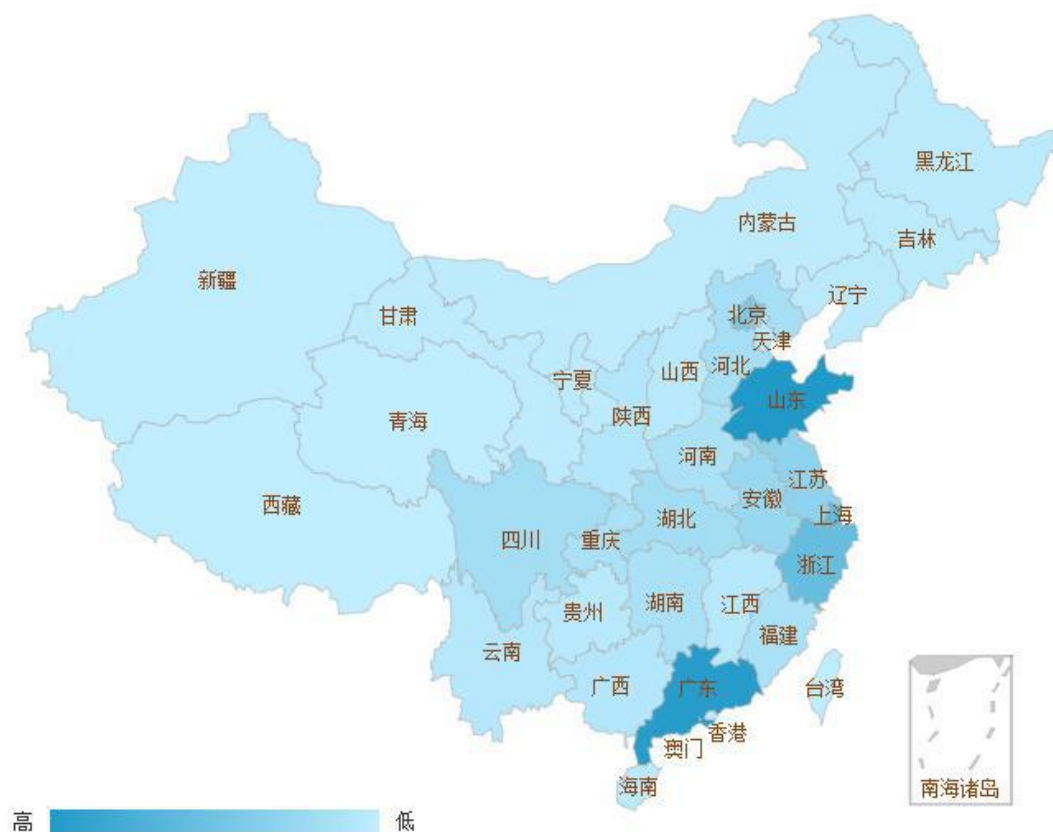 黑龙江
内蒙古
吉林
新疆
辽宁
甘肃
北京
天津
河北
山西
宁夏
山东
陕西
青海
河南
江苏
安徽
西藏
上海
湖北
四川
重庆
浙江
湖南
江西
贵州
福建
云南
广西
广东
台湾
香港
澳门
海南
南海诸岛
高
低